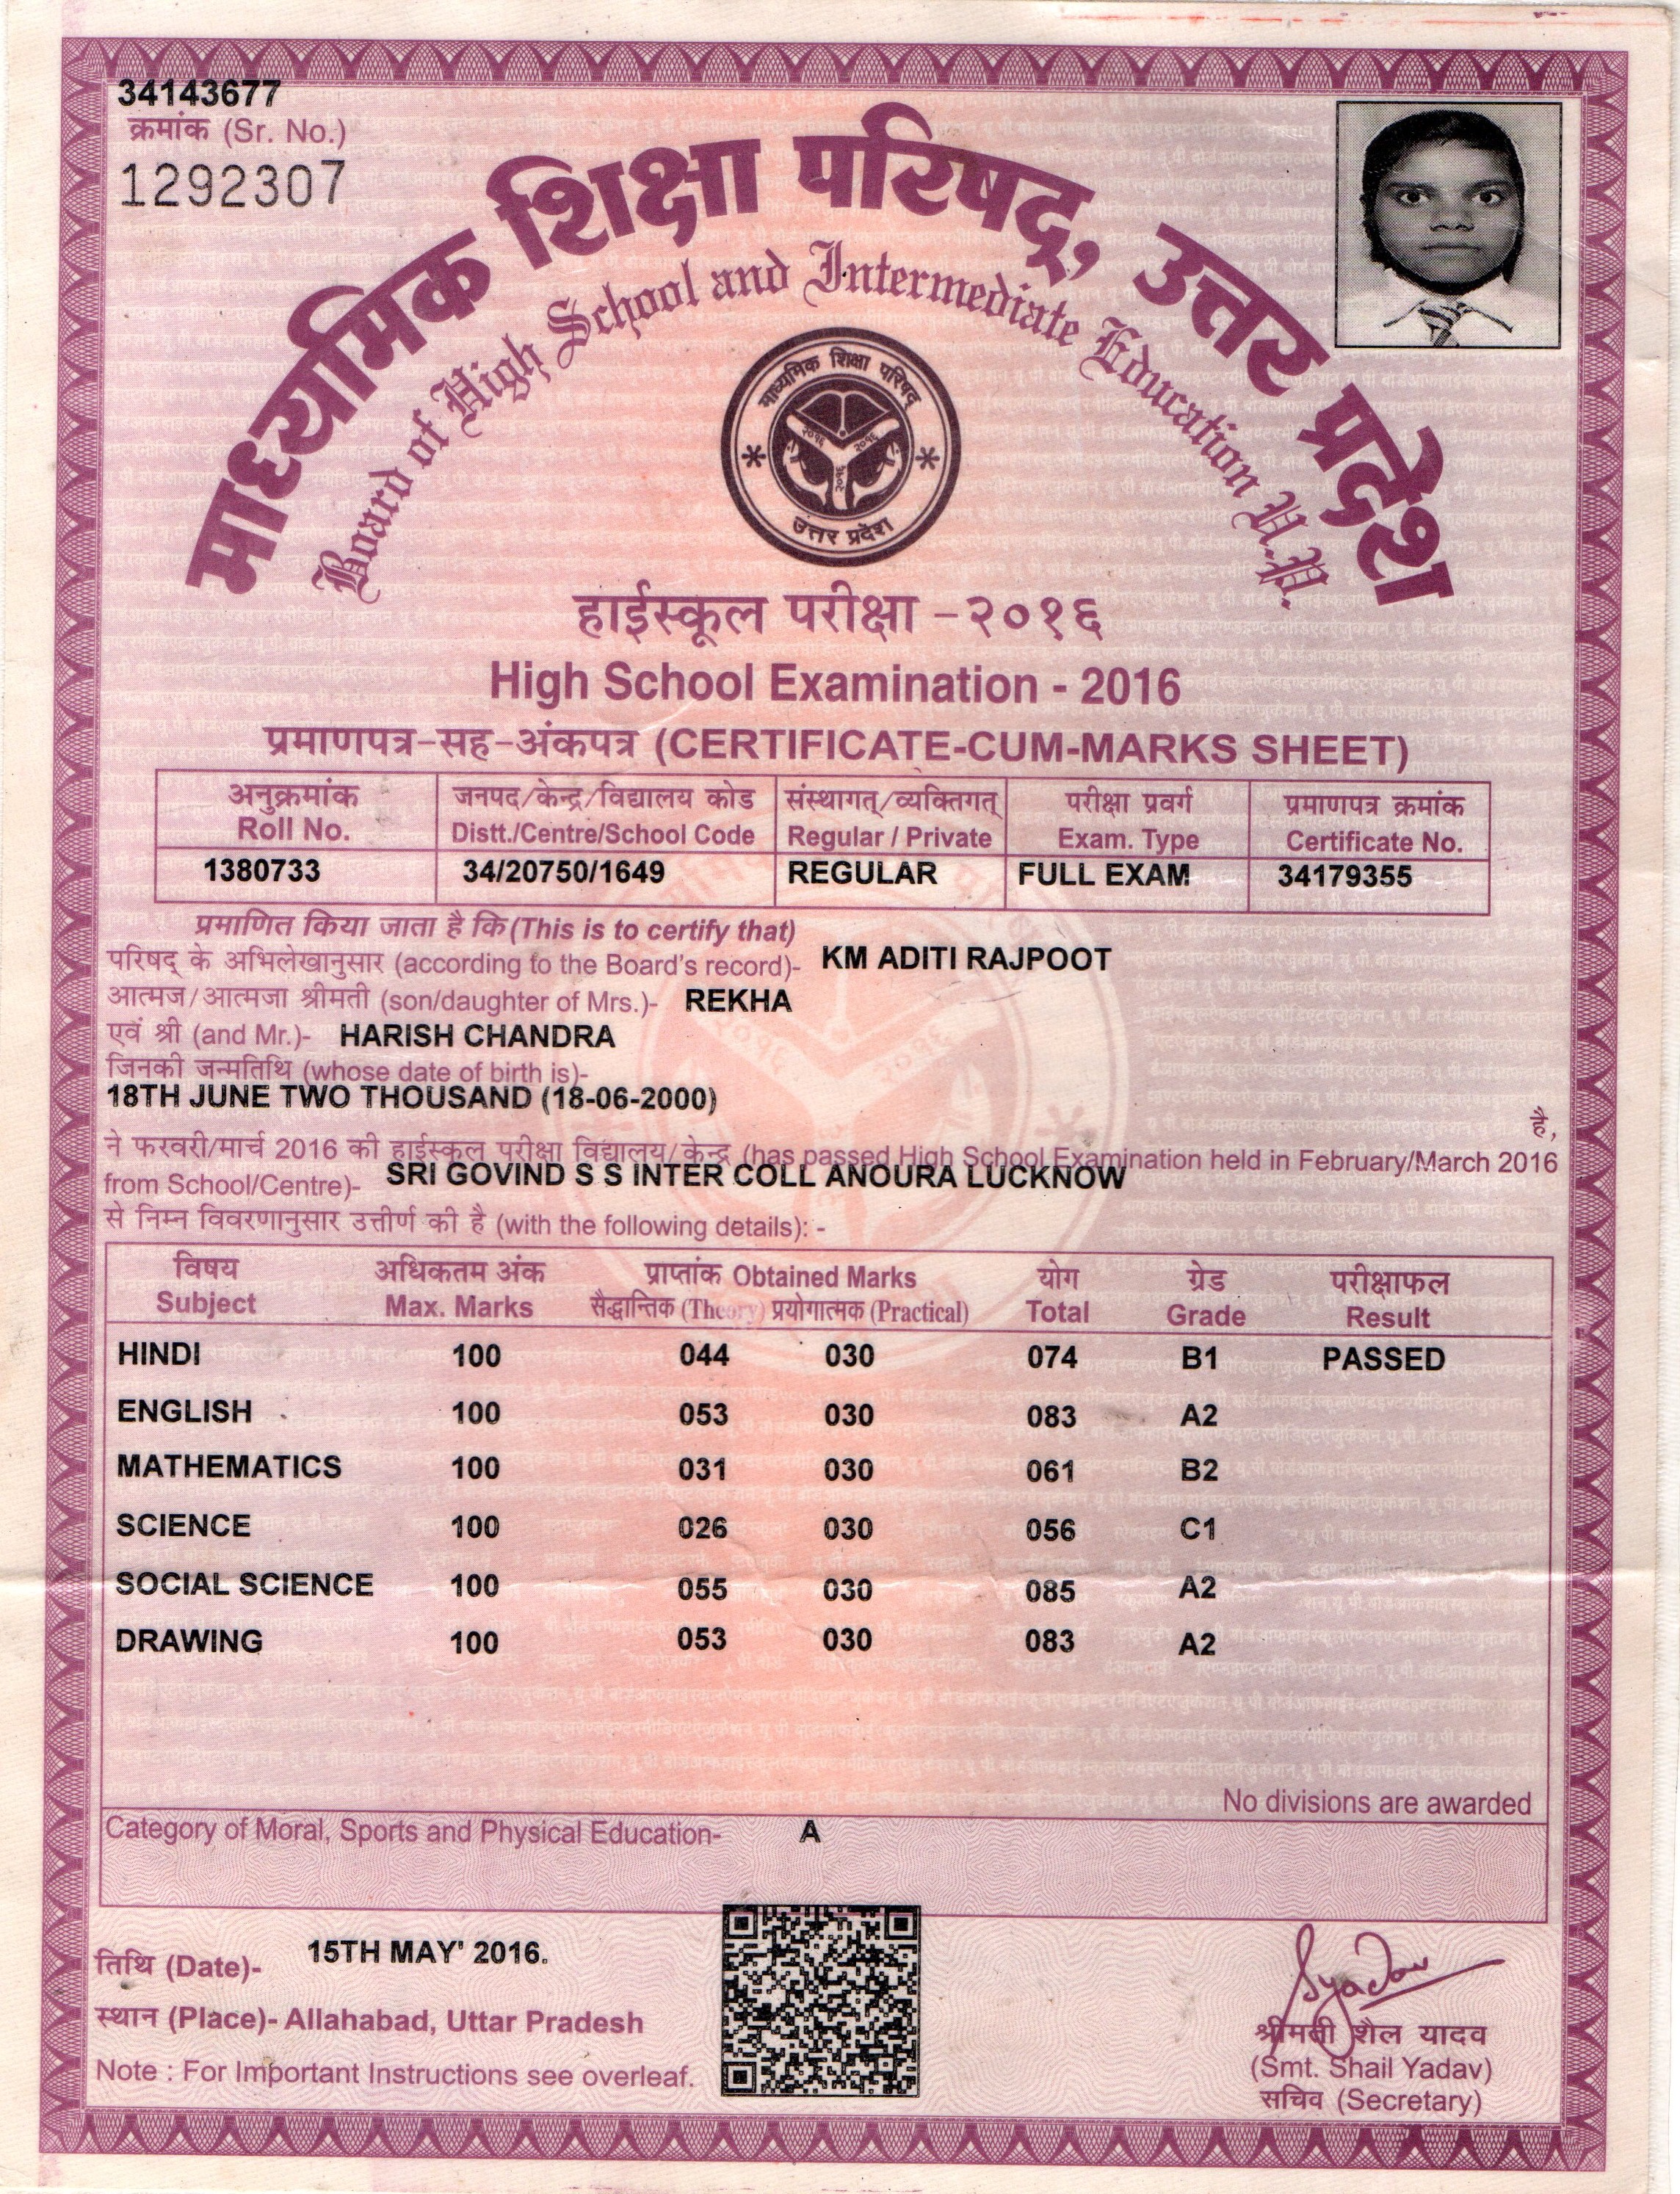 34143677
क्रमांक (Sr. No.)
1292307
माध्यमिक शिक्षा परिषद्, उत्तर प्रदेश
Board of High School and Intermediate Education U.P.
माध्यमिक शिक्षा परिषद्
२०१६ २०१६
२०१६
उत्तर प्रदेश
हाईस्कूल परीक्षा -२०१६
High School Examination - 2016
प्रमाणपत्र-सह-अंकपत्र (CERTIFICATE-CUM-MARKS SHEET)
अनुक्रमांक जनपद/केन्द्र/विद्यालय कोड संस्थागत्/व्यक्तिगत् परीक्षा प्रवर्ग प्रमाणपत्र क्रमांक
Roll No. Distt./Centre/School Code Regular / Private Exam. Type Certificate No.
1380733 34/20750/1649 REGULAR FULL EXAM 34179355
प्रमाणित किया जाता है कि (This is to certify that)
परिषद् के अभिलेखानुसार (according to the Board's record)- KM ADITI RAJPOOT
आत्मज/आत्मजा श्रीमती (son/daughter of Mrs.)- REKHA
एवं श्री (and Mr.)- HARISH CHANDRA
जिनकी जन्मतिथि (whose date of birth is)-
18TH JUNE TWO THOUSAND (18-06-2000)
है,
ने फरवरी/मार्च 2016 की हाईस्कूल परीक्षा विद्यालय/केन्द्र (has passed High School Examination held in February/March 2016
from School/Centre)- SRI GOVIND S S INTER COLL ANOURA LUCKNOW
से निम्न विवरणानुसार उत्तीर्ण की है (with the following details): -
विषय अधिकतम अंक प्राप्तांक Obtained Marks योग ग्रेड परीक्षाफल
Subject Max. Marks सैद्धान्तिक (Theory) प्रयोगात्मक (Practical) Total Grade Result
HINDI 100 044 030 074 B1 PASSED
ENGLISH 100 053 030 083 A2
MATHEMATICS 100 031 030 061 B2
SCIENCE 100 026 030 056 C1
SOCIAL SCIENCE 100 055 030 085 A2
DRAWING 100 053 030 083 A2
No divisions are awarded
Category of Moral, Sports and Physical Education- A
तिथि (Date)- 15TH MAY' 2016.
स्थान (Place)- Allahabad, Uttar Pradesh
Note : For Important Instructions see overleaf.
Syadav
श्रीमती शैल यादव
(Smt. Shail Yadav)
सचिव (Secretary)